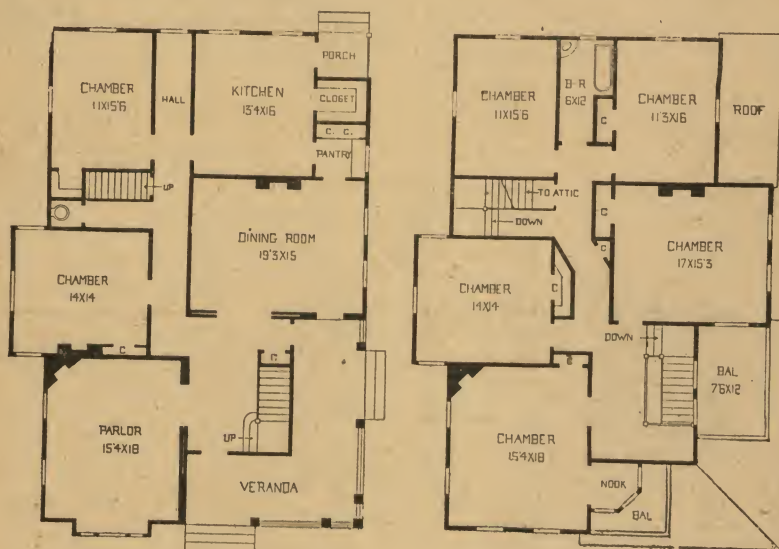 CHAMBER
11X15'6
HALL
KITCHEN
13'4X16
PORCH
CLOSET
C. C.
PANTRY
UP
DINING ROOM
19'3X15
CHAMBER
14X14
C
C
UP
PARLOR
15'4X18
VERANDA
CHAMBER
11X15'6
B-R
6X12
C
CHAMBER
11'3X16
ROOF
TO ATTIC
DOWN
C
C
CHAMBER
17X15'3
CHAMBER
14X14
C
DOWN
BAL
7'6X12
CHAMBER
15'4X18
NOOK
BAL